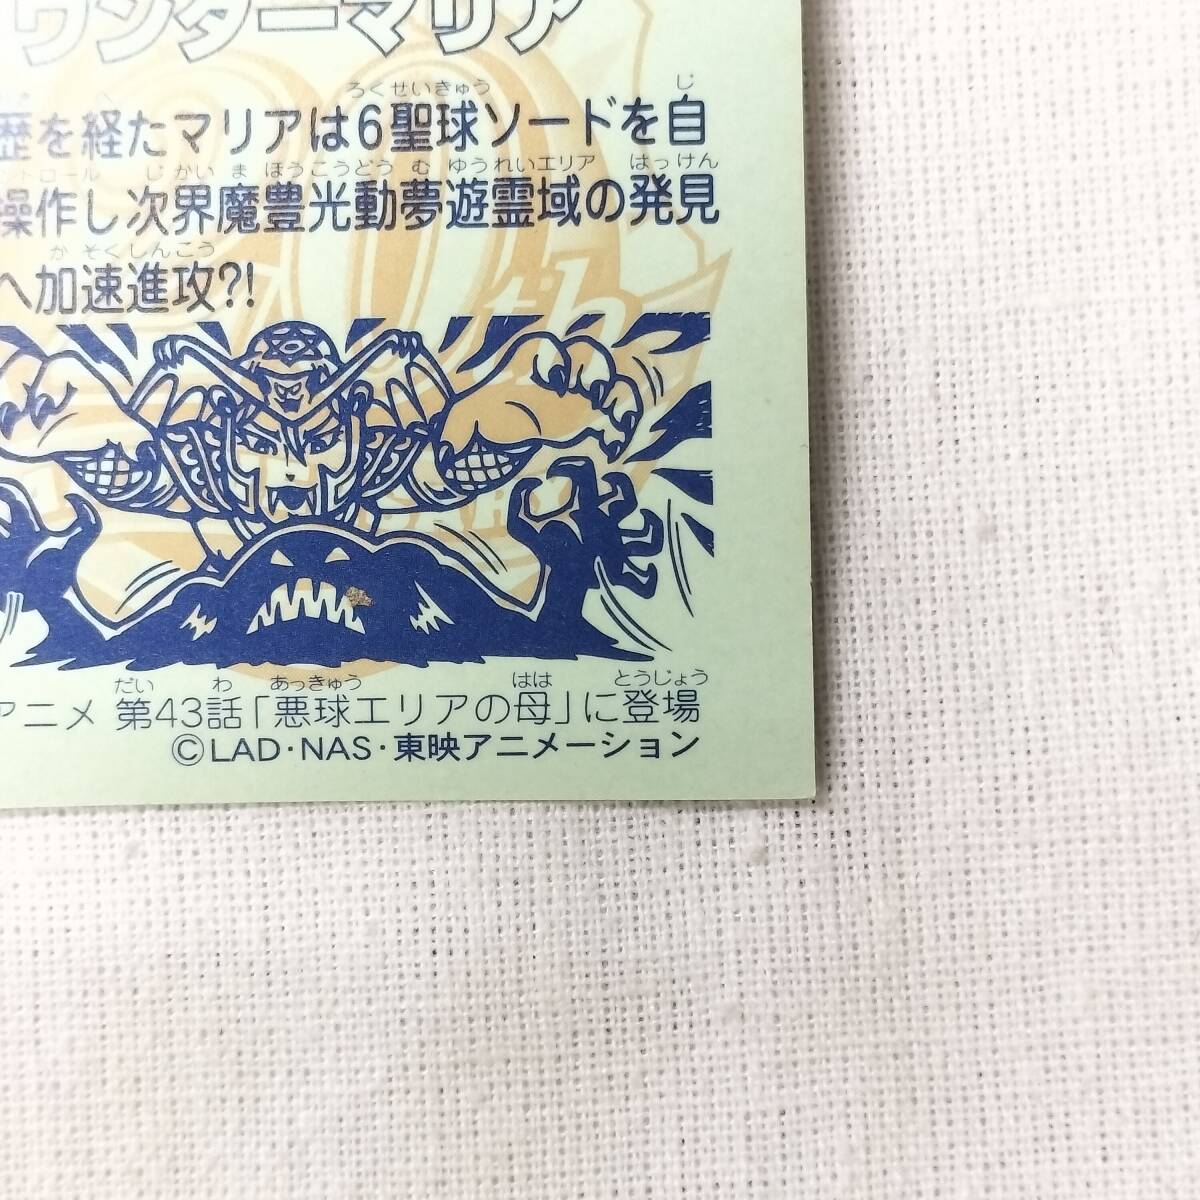 ワンダーマリア
ろくせいきゅう じ
歴を経たマリアは6聖球ソードを自
ントロール じかい ま ほうこうどう む ゆうれいエリア はっけん
操作し次界魔豊光動夢遊霊域の発見
か そくしんこう
へ加速進攻?!
th
だい わ あっきゅう はは とうじょう
アニメ 第43話「悪球エリアの母」に登場
©LAD・NAS・東映アニメーション